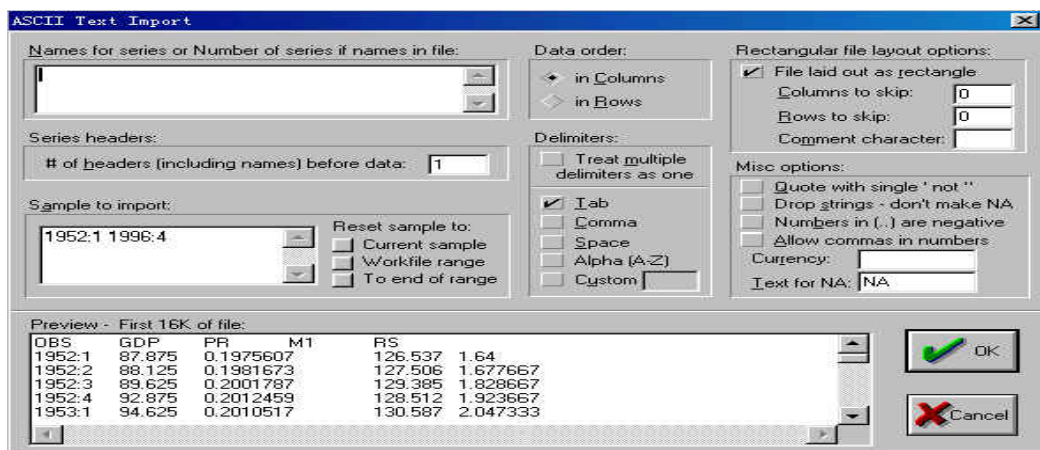 ASCII Text Import
Names for series or Number of series if names in file:
Series headers:
# of headers (including names) before data: 1
Sample to import:
1952:1 1996:4
Reset sample to:
Current sample
Workfile range
To end of range
Data order:
in Columns
in Rows
Delimiters:
Treat multiple
delimiters as one
Tab
Comma
Space
Alpha (A-Z)
Custom
Rectangular file layout options:
File laid out as rectangle
Columns to skip: 0
Rows to skip: 0
Comment character:
Misc options:
Quote with single ' not "
Drop strings - don't make NA
Numbers in (..) are negative
Allow commas in numbers
Currency:
Text for NA: NA
Preview - First 16K of file:
OBS GDP PR M1 RS
1952:1 87.875 0.1975607 126.537 1.64
1952:2 88.125 0.1981673 127.506 1.677667
1952:3 89.625 0.2001787 129.385 1.828667
1952:4 92.875 0.2012459 128.512 1.923667
1953:1 94.625 0.2010517 130.587 2.047333
OK
Cancel